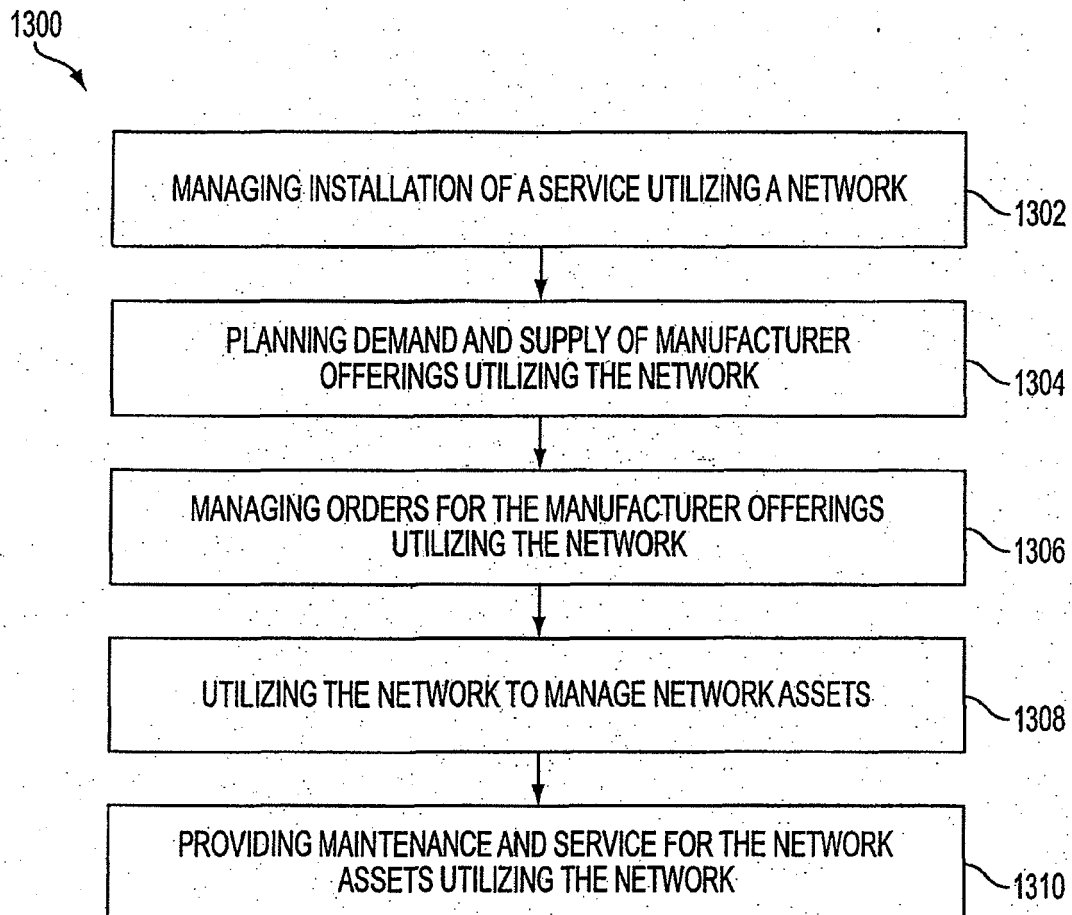 1300
MANAGING INSTALLATION OF A SERVICE UTILIZING A NETWORK
1302
PLANNING DEMAND AND SUPPLY OF MANUFACTURER
OFFERINGS UTILIZING THE NETWORK
1304
MANAGING ORDERS FOR THE MANUFACTURER OFFERINGS
UTILIZING THE NETWORK
1306
UTILIZING THE NETWORK TO MANAGE NETWORK ASSETS
1308
PROVIDING MAINTENANCE AND SERVICE FOR THE NETWORK
ASSETS UTILIZING THE NETWORK
1310